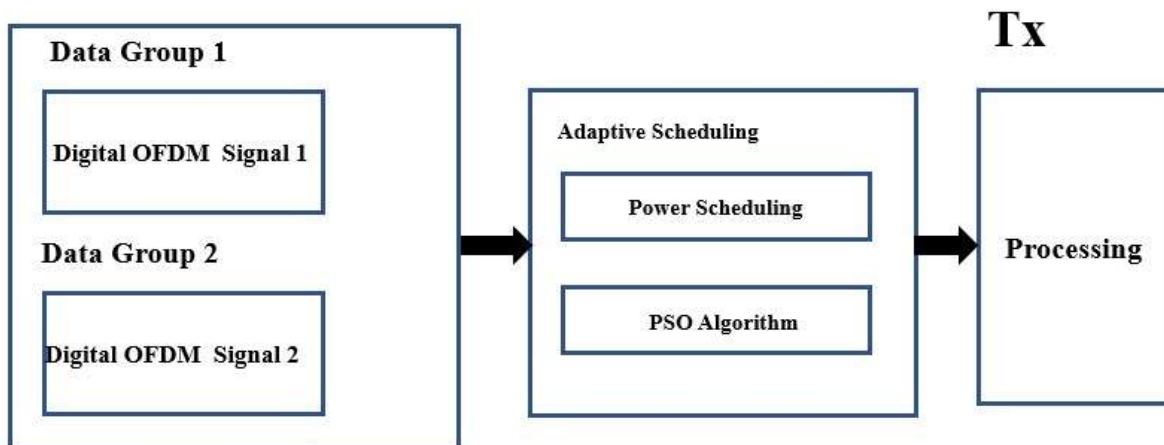 Tx
Data Group 1
Digital OFDM Signal 1
Data Group 2
Digital OFDM Signal 2
Adaptive Scheduling
Power Scheduling
PSO Algorithm
Processing